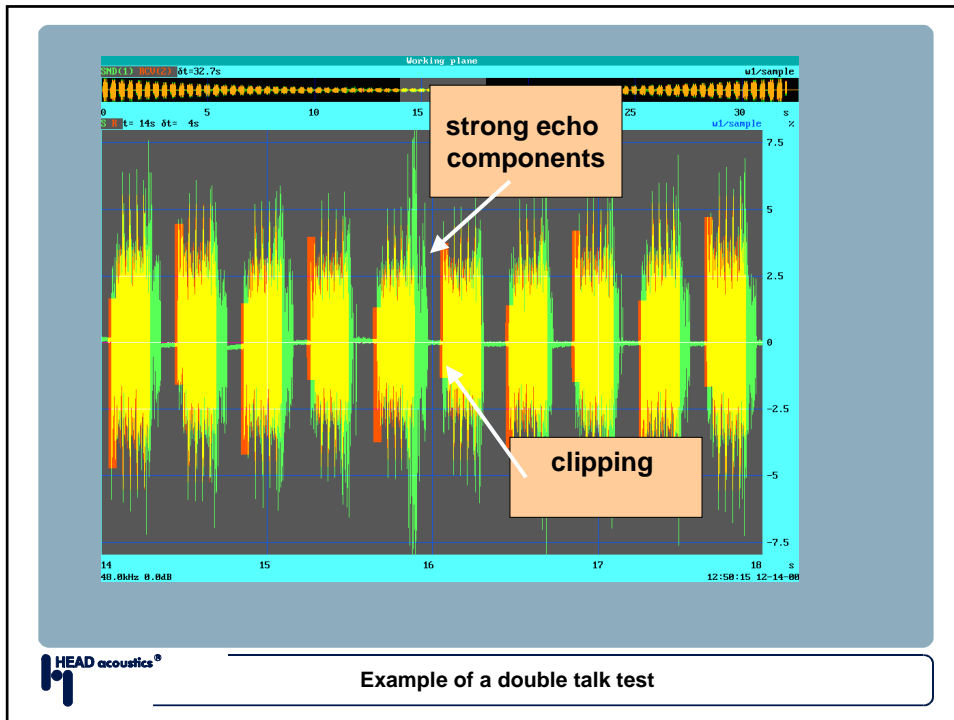 Working plane
SND(1) RCV(2) δt=32.7s w1/sample
0 5 10 15 25 30 s
S R t= 14s δt= 4s w1/sample %
strong echo
components
7.5
5
2.5
0
-2.5
clipping
-5
-7.5
14 15 16 17 18 s
48.0kHz 0.0dB 12:50:15 12-14-00
HEAD acoustics®
Example of a double talk test